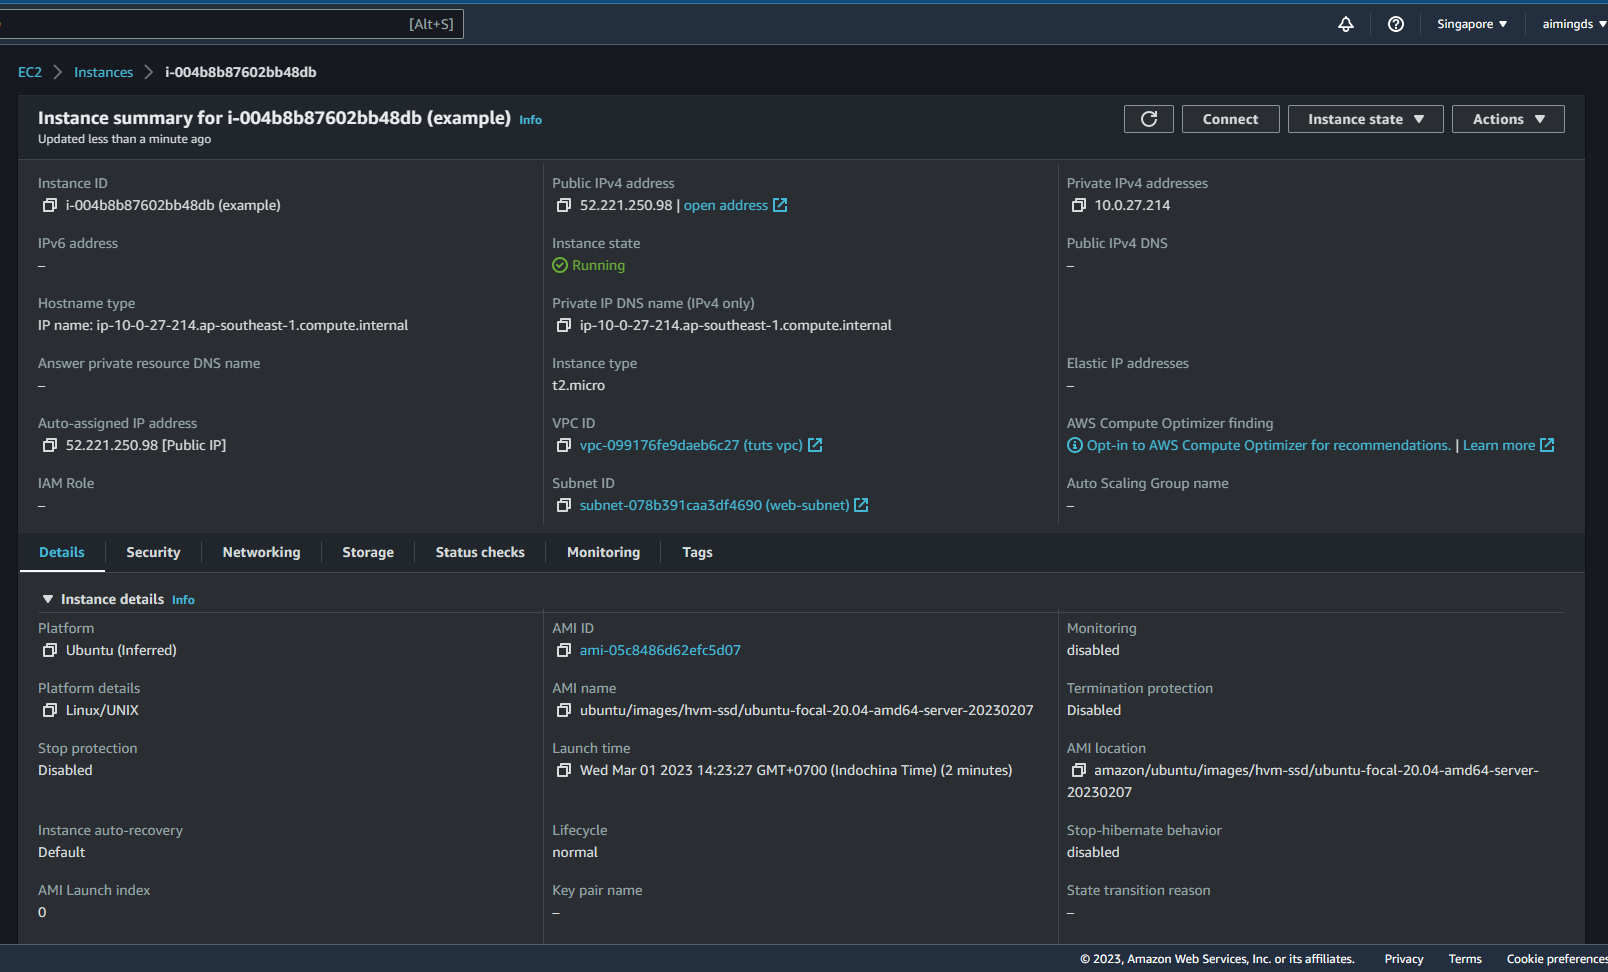 [Alt+S]
Singapore ▼
aimingds ▼
EC2 > Instances > i-004b8b87602bb48db
Instance summary for i-004b8b87602bb48db (example) Info
Updated less than a minute ago
Connect
Instance state ▼
Actions ▼
Instance ID
i-004b8b87602bb48db (example)
Public IPv4 address
52.221.250.98 | open address
Private IPv4 addresses
10.0.27.214
IPv6 address
–
Instance state
Running
Public IPv4 DNS
–
Hostname type
IP name: ip-10-0-27-214.ap-southeast-1.compute.internal
Private IP DNS name (IPv4 only)
ip-10-0-27-214.ap-southeast-1.compute.internal
Answer private resource DNS name
–
Instance type
t2.micro
Elastic IP addresses
–
Auto-assigned IP address
52.221.250.98 [Public IP]
VPC ID
vpc-099176fe9daeb6c27 (tuts vpc)
AWS Compute Optimizer finding
Opt-in to AWS Compute Optimizer for recommendations. | Learn more
IAM Role
–
Subnet ID
subnet-078b391caa3df4690 (web-subnet)
Auto Scaling Group name
–
Details
Security
Networking
Storage
Status checks
Monitoring
Tags
▼ Instance details Info
Platform
Ubuntu (Inferred)
AMI ID
ami-05c8486d62efc5d07
Monitoring
disabled
Platform details
Linux/UNIX
AMI name
ubuntu/images/hvm-ssd/ubuntu-focal-20.04-amd64-server-20230207
Termination protection
Disabled
Stop protection
Disabled
Launch time
Wed Mar 01 2023 14:23:27 GMT+0700 (Indochina Time) (2 minutes)
AMI location
amazon/ubuntu/images/hvm-ssd/ubuntu-focal-20.04-amd64-server-
20230207
Instance auto-recovery
Default
Lifecycle
normal
Stop-hibernate behavior
disabled
AMI Launch index
0
Key pair name
–
State transition reason
–
© 2023, Amazon Web Services, Inc. or its affiliates.
Privacy
Terms
Cookie preferences